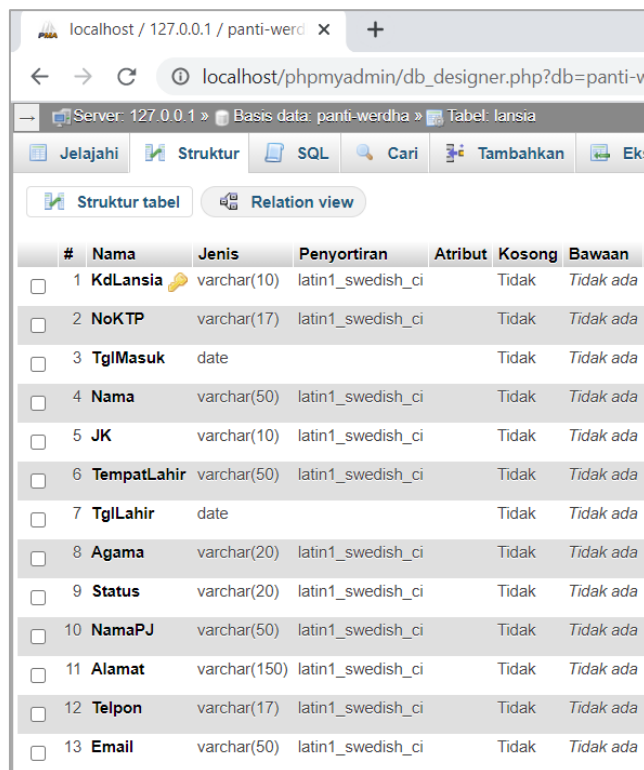 localhost / 127.0.0.1 / panti-werd
localhost/phpmyadmin/db_designer.php?db=panti-w
Server: 127.0.0.1 » Basis data: panti-werdha » Tabel: lansia
Jelajahi Struktur SQL Cari Tambahkan Eks
Struktur tabel Relation view
# Nama Jenis Penyortiran Atribut Kosong Bawaan
1 KdLansia varchar(10) latin1_swedish_ci Tidak Tidak ada
2 NoKTP varchar(17) latin1_swedish_ci Tidak Tidak ada
3 TglMasuk date Tidak Tidak ada
4 Nama varchar(50) latin1_swedish_ci Tidak Tidak ada
5 JK varchar(10) latin1_swedish_ci Tidak Tidak ada
6 TempatLahir varchar(50) latin1_swedish_ci Tidak Tidak ada
7 TglLahir date Tidak Tidak ada
8 Agama varchar(20) latin1_swedish_ci Tidak Tidak ada
9 Status varchar(20) latin1_swedish_ci Tidak Tidak ada
10 NamaPJ varchar(50) latin1_swedish_ci Tidak Tidak ada
11 Alamat varchar(150) latin1_swedish_ci Tidak Tidak ada
12 Telpon varchar(17) latin1_swedish_ci Tidak Tidak ada
13 Email varchar(50) latin1_swedish_ci Tidak Tidak ada